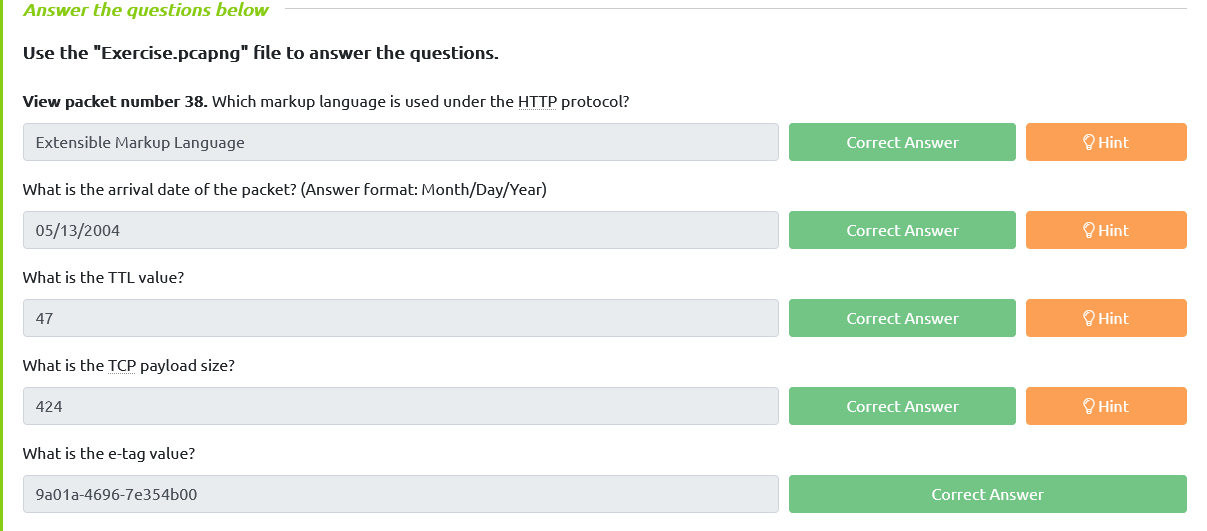 Answer the questions below
Use the "Exercise.pcapng" file to answer the questions.
View packet number 38. Which markup language is used under the HTTP protocol?
Extensible Markup Language
Correct Answer
Hint
What is the arrival date of the packet? (Answer format: Month/Day/Year)
05/13/2004
Correct Answer
Hint
What is the TTL value?
47
Correct Answer
Hint
What is the TCP payload size?
424
Correct Answer
Hint
What is the e-tag value?
9a01a-4696-7e354b00
Correct Answer